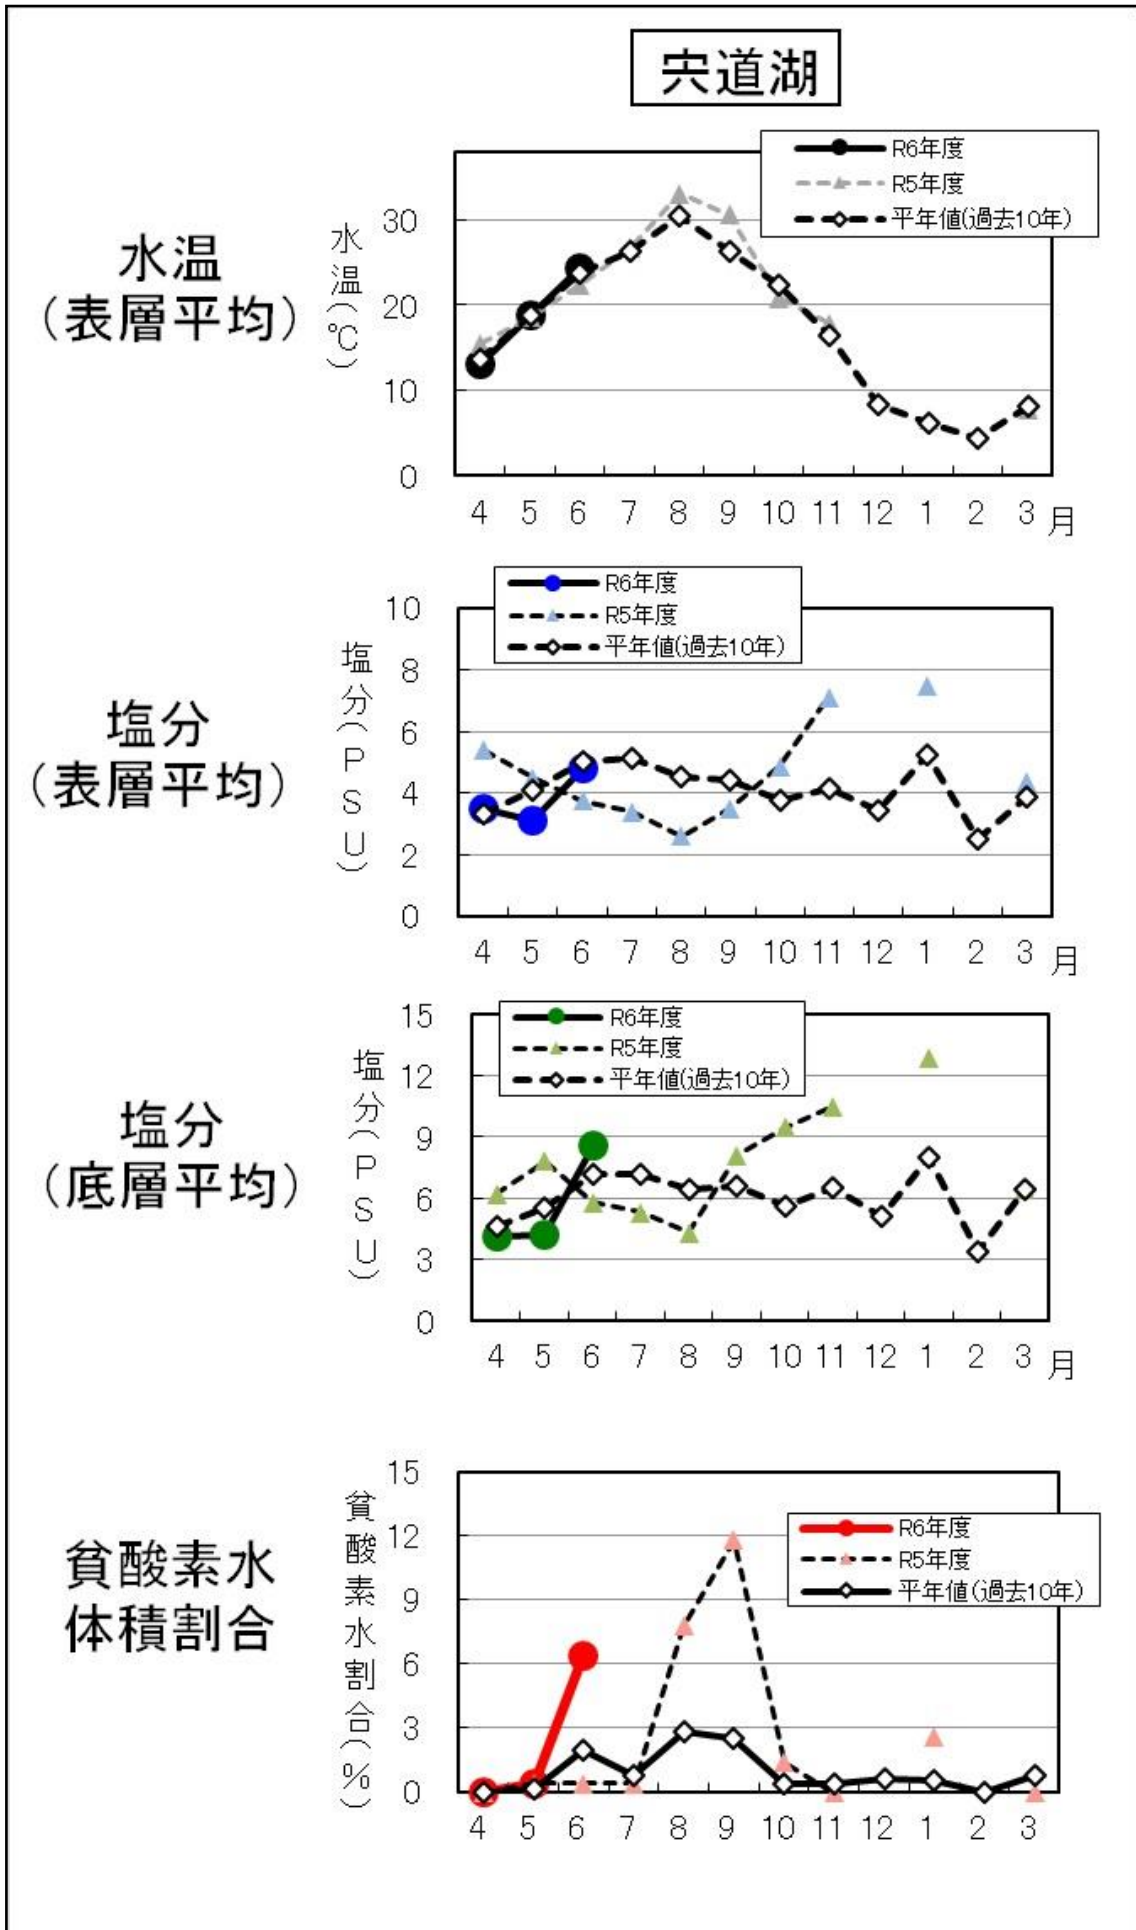 宍道湖
水温
(表層平均)
水温(℃)
R6年度
R5年度
平年値(過去10年)
30
20
10
0
4 5 6 7 8 9 10 11 12 1 2 3 月
塩分
(表層平均)
塩分(PSU)
R6年度
R5年度
平年値(過去10年)
10
8
6
4
2
0
4 5 6 7 8 9 10 11 12 1 2 3 月
塩分
(底層平均)
塩分(PSU)
R6年度
R5年度
平年値(過去10年)
15
12
9
6
3
0
4 5 6 7 8 9 10 11 12 1 2 3 月
貧酸素水
体積割合
貧酸素水割合(%)
R6年度
R5年度
平年値(過去10年)
15
12
9
6
3
0
4 5 6 7 8 9 10 11 12 1 2 3